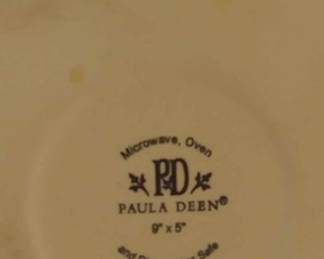 Microwave, Oven
PD
PAULA DEEN®
9" x 5"
and Safe